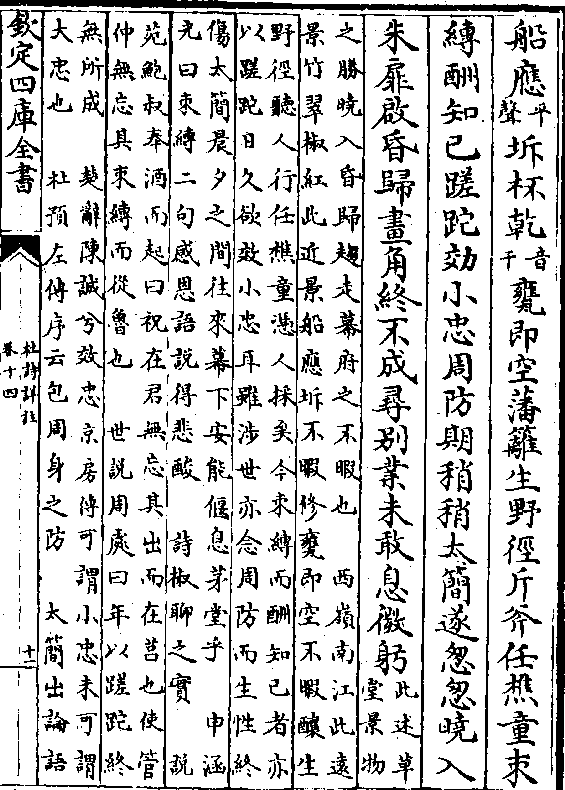 船應平聲坼杯乾音干甕即空藩籬生野徑斤斧任樵童束
縛酬知己蹉跎効小忠周防期稍稍太簡遂怱怱曉入
朱扉啟昏歸畫角終不成尋别業未敢息微躬此述草堂景物
之勝曉入昏歸趨走幕府之不暇也 西嶺南江此遠
景竹翠椒紅此近景船應坼不暇修甕即空不暇釀生
野徑聽人行任樵童憑人採矣今束縛而酬知己者亦
以蹉跎日久欲效小忠耳雖涉世亦念周防而生性終
傷太簡晨夕之間往來幕下安能偃息茅堂乎 申涵
光曰束縛二句感恩語說得悲酸 詩椒聊之實 說
苑鮑叔奉酒而起曰祝在君無忘其出而在莒也使管
仲無忘其束縛而從魯也 世說周處曰年以蹉跎終
無所成 楚辭陳誠兮效忠京房傳可謂小忠未可謂
大忠也 杜預左傳序云包周身之防 太簡出論語
欽定四庫全書
杜詩詳註
卷十四
十二